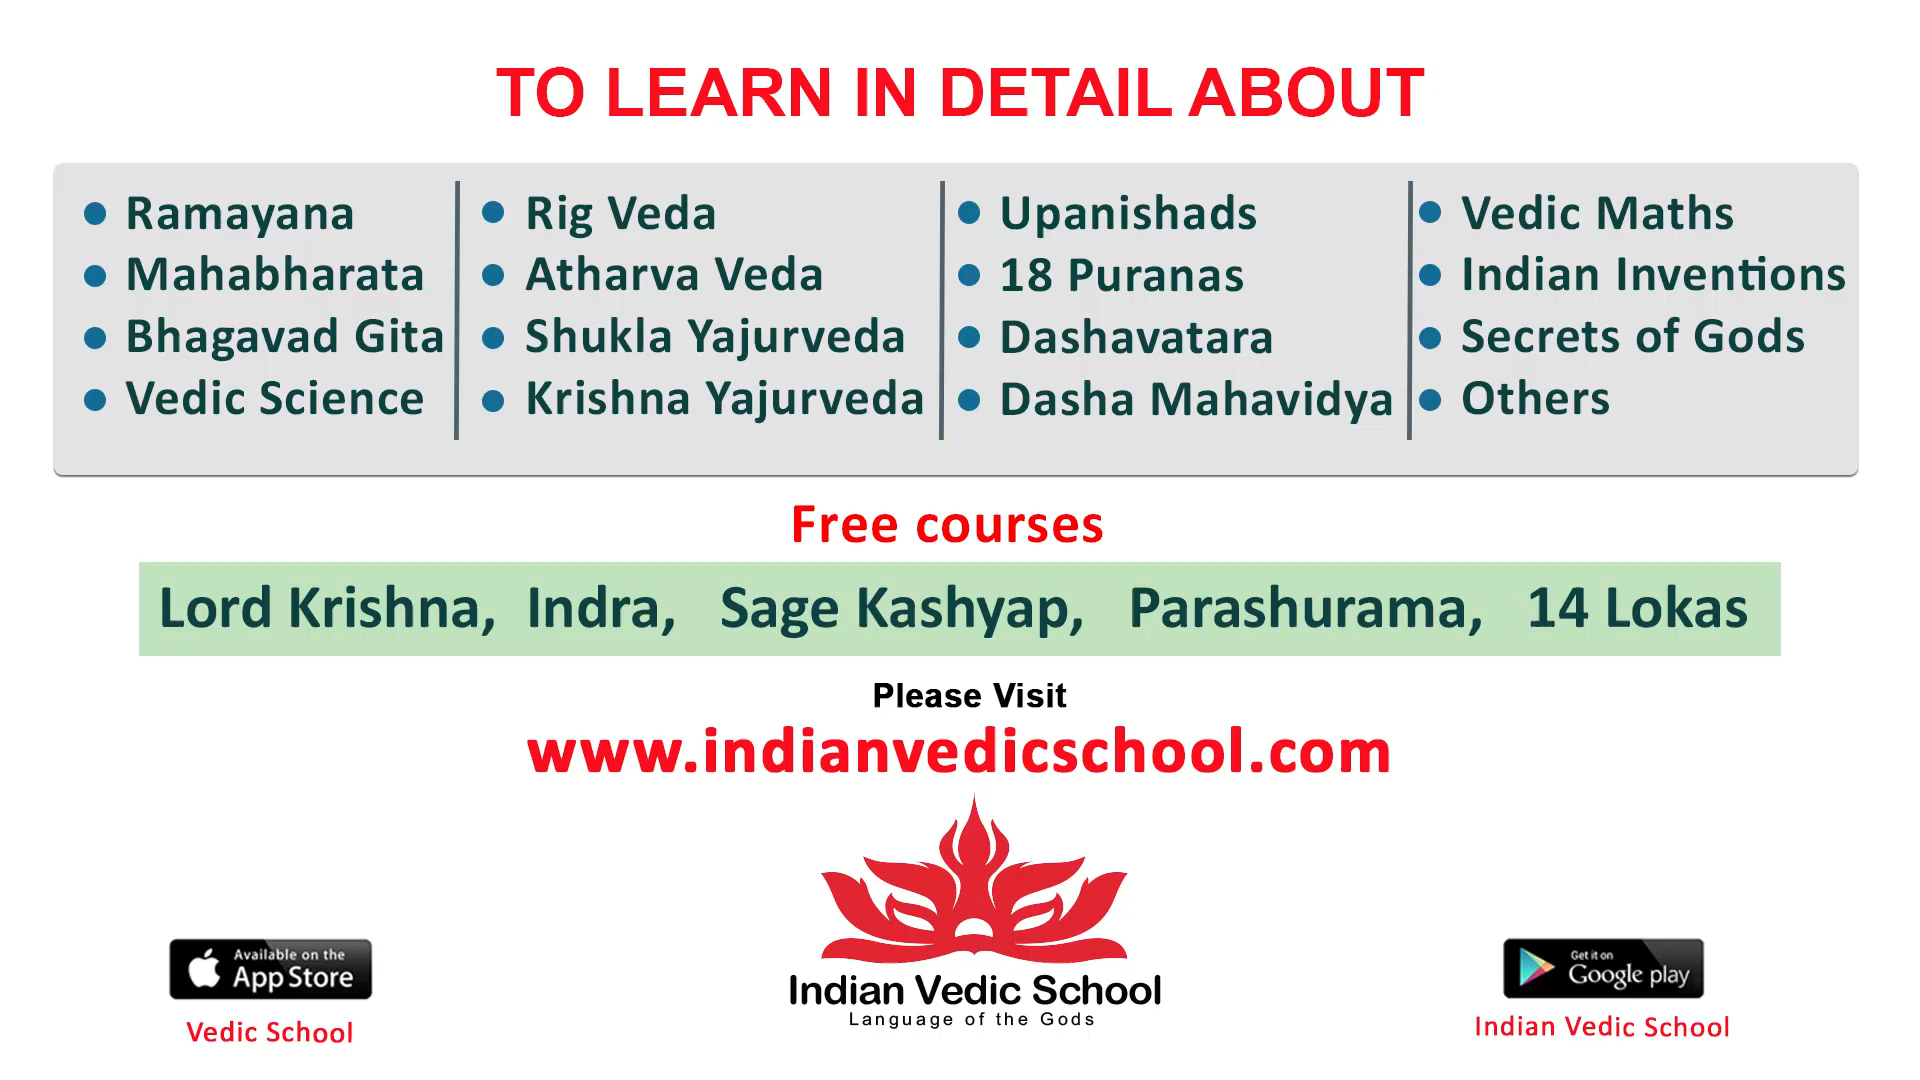 TO LEARN IN DETAIL ABOUT
Ramayana
Mahabharata
Bhagavad Gita
Vedic Science
Rig Veda
Atharva Veda
Shukla Yajurveda
Krishna Yajurveda
Upanishads
18 Puranas
Dashavatara
Dasha Mahavidya
Vedic Maths
Indian Inventions
Secrets of Gods
Others
Free courses
Lord Krishna, Indra, Sage Kashyap, Parashurama, 14 Lokas
Please Visit
www.indianvedicschool.com
Indian Vedic School
Language of the Gods
Available on the
App Store
Vedic School
Get it on
Google play
Indian Vedic School